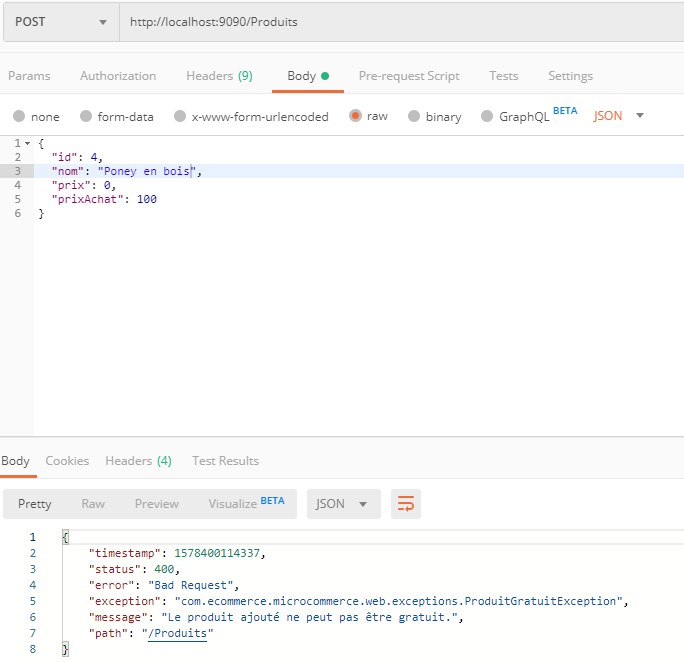 POST http://localhost:9090/Produits
Params Authorization Headers (9) Body Pre-request Script Tests Settings
none form-data x-www-form-urlencoded raw binary GraphQL BETA JSON
1 {
2 "id": 4,
3 "nom": "Poney en bois",
4 "prix": 0,
5 "prixAchat": 100
6 }
Body Cookies Headers (4) Test Results
Pretty Raw Preview Visualize BETA JSON
1 {
2 "timestamp": 1578400114337,
3 "status": 400,
4 "error": "Bad Request",
5 "exception": "com.ecommerce.microcommerce.web.exceptions.ProduitGratuitException",
6 "message": "Le produit ajouté ne peut pas être gratuit.",
7 "path": "/Produits"
8 }